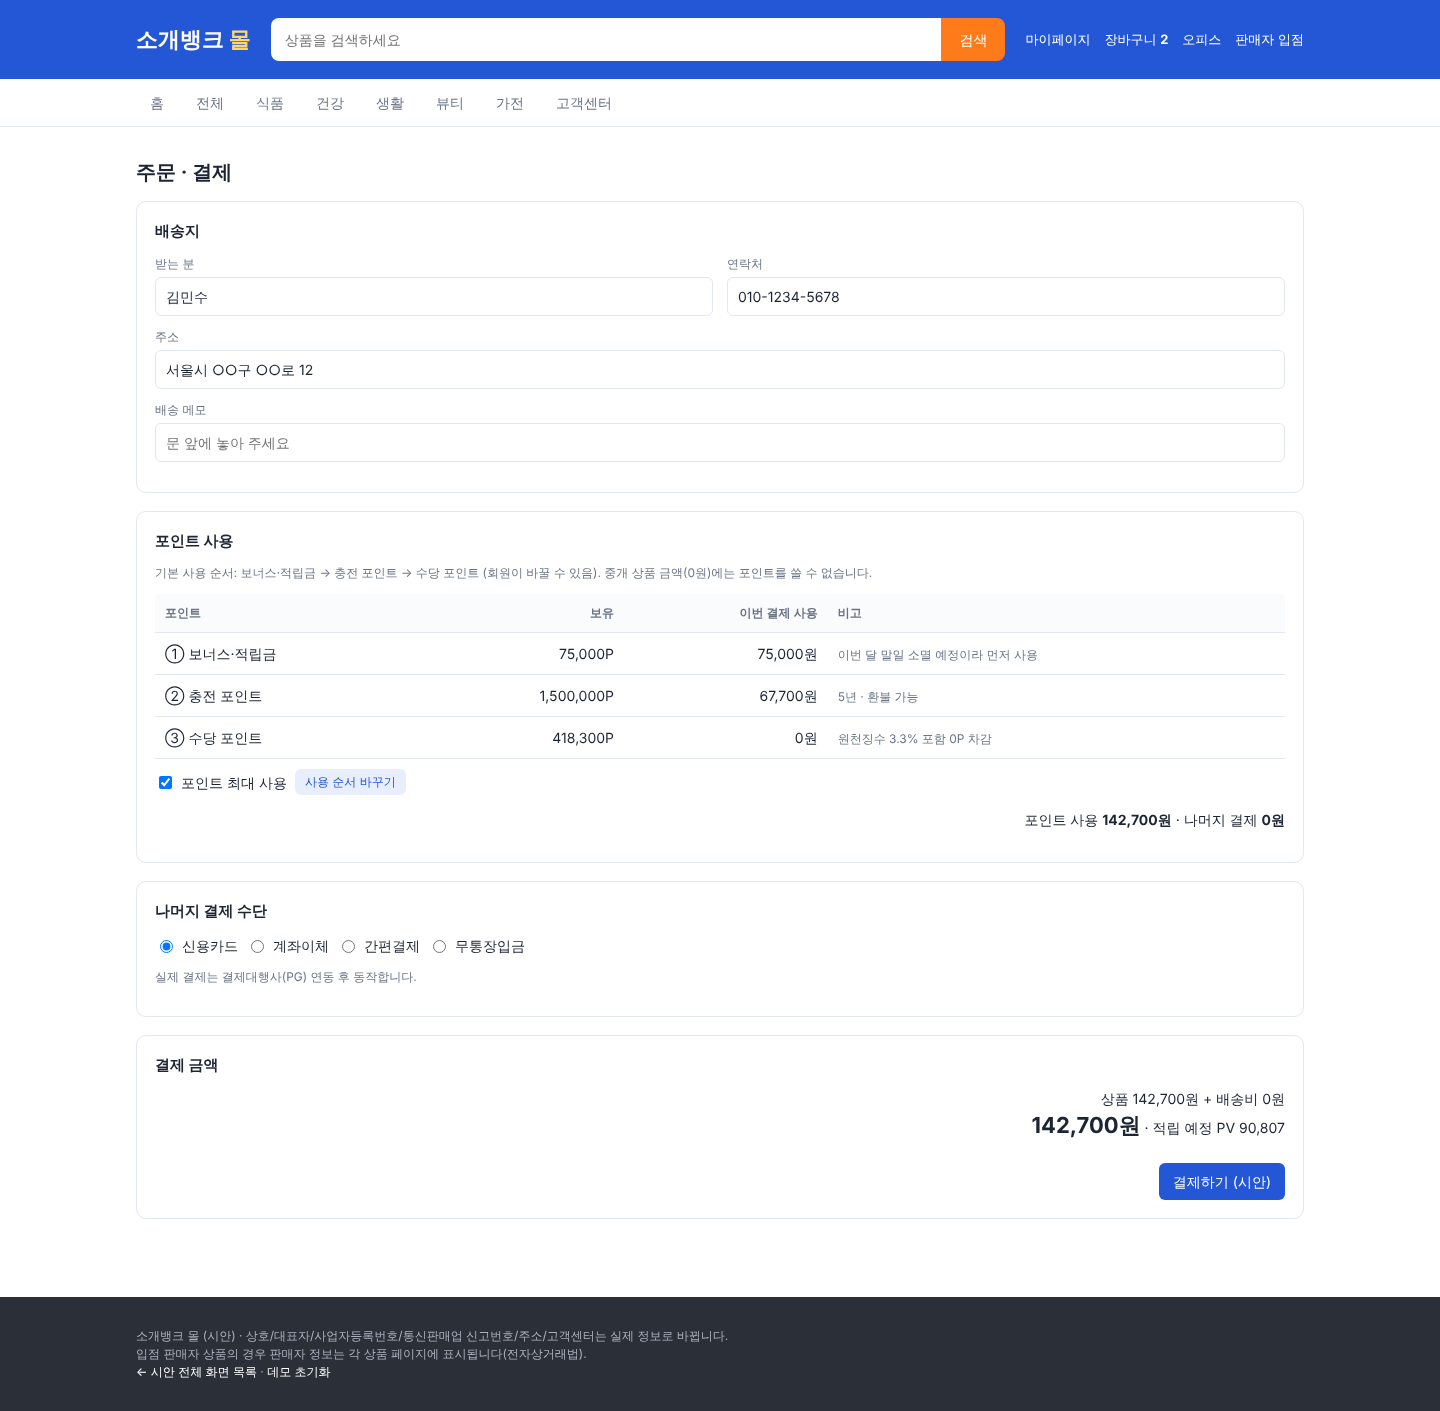 소개뱅크 몰
상품을 검색하세요
검색
마이페이지 장바구니 2 오피스 판매자 입점
홈 전체 식품 건강 생활 뷰티 가전 고객센터
주문 · 결제
배송지
받는 분 연락처
김민수 010-1234-5678
주소
서울시 ○○구 ○○로 12
배송 메모
문 앞에 놓아 주세요
포인트 사용
기본 사용 순서: 보너스·적립금 → 충전 포인트 → 수당 포인트 (회원이 바꿀 수 있음). 중개 상품 금액(0원)에는 포인트를 쓸 수 없습니다.
포인트 보유 이번 결제 사용 비고
① 보너스·적립금 75,000P 75,000원 이번 달 말일 소멸 예정이라 먼저 사용
② 충전 포인트 1,500,000P 67,700원 5년 · 환불 가능
③ 수당 포인트 418,300P 0원 원천징수 3.3% 포함 0P 차감
포인트 최대 사용 사용 순서 바꾸기
포인트 사용 142,700원 · 나머지 결제 0원
나머지 결제 수단
신용카드 계좌이체 간편결제 무통장입금
실제 결제는 결제대행사(PG) 연동 후 동작합니다.
결제 금액
상품 142,700원 + 배송비 0원
142,700원 · 적립 예정 PV 90,807
결제하기 (시안)
소개뱅크 몰 (시안) · 상호/대표자/사업자등록번호/통신판매업 신고번호/주소/고객센터는 실제 정보로 바뀝니다.
입점 판매자 상품의 경우 판매자 정보는 각 상품 페이지에 표시됩니다(전자상거래법).
← 시안 전체 화면 목록 · 데모 초기화